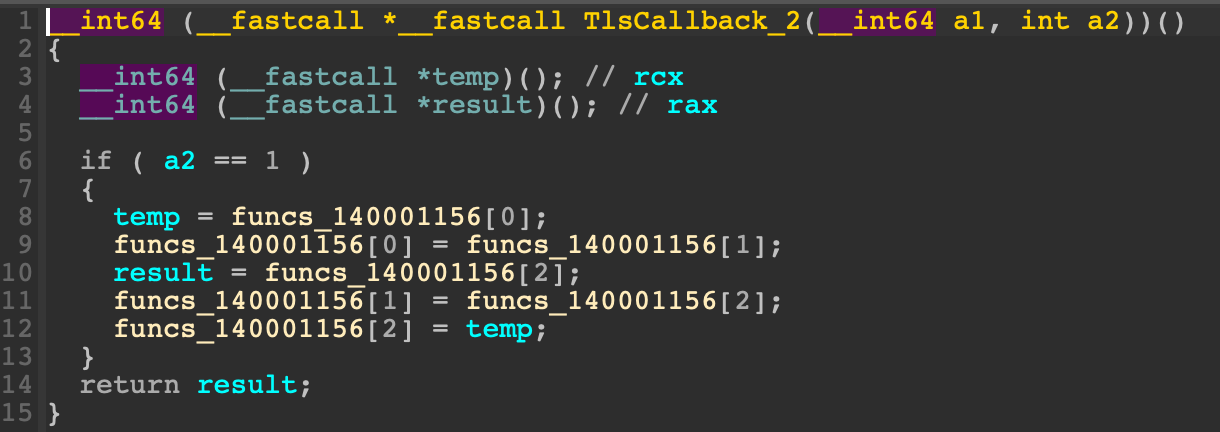 1 __int64 (__fastcall *__fastcall TlsCallback_2(__int64 a1, int a2))()
2 {
3   __int64 (__fastcall *temp)(); // rcx
4   __int64 (__fastcall *result)(); // rax
5
6   if ( a2 == 1 )
7   {
8     temp = funcs_140001156[0];
9     funcs_140001156[0] = funcs_140001156[1];
10     result = funcs_140001156[2];
11     funcs_140001156[1] = funcs_140001156[2];
12     funcs_140001156[2] = temp;
13   }
14   return result;
15 }